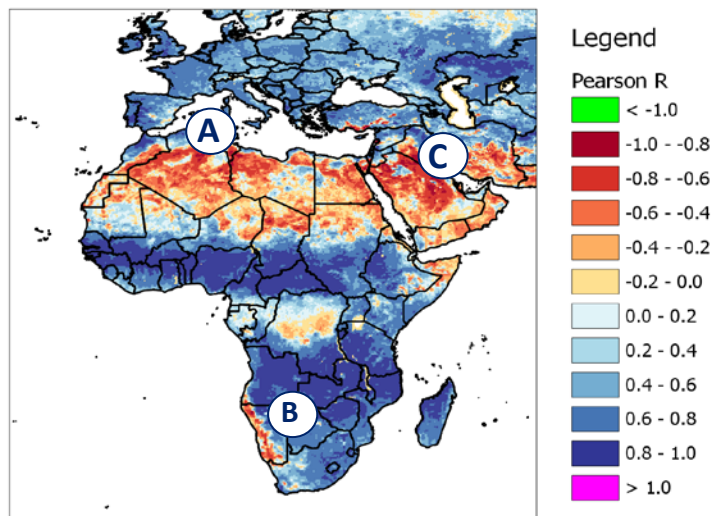 A
C
B
Legend
Pearson R
< -1.0
-1.0 - -0.8
-0.8 - -0.6
-0.6 - -0.4
-0.4 - -0.2
-0.2 - 0.0
0.0 - 0.2
0.2 - 0.4
0.4 - 0.6
0.6 - 0.8
0.8 - 1.0
> 1.0